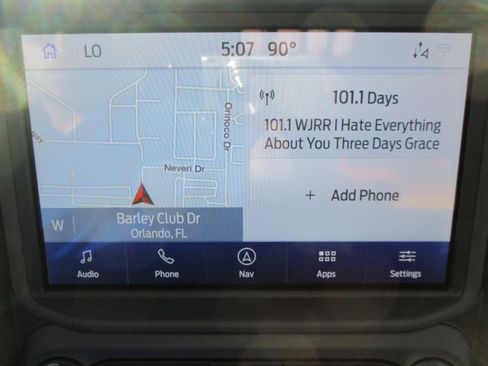 LO 5:07 90°
101.1 Days
101.1 WJRR I Hate Everything
About You Three Days Grace
Orinoco Dr
Neveri Dr
+ Add Phone
W Barley Club Dr
Orlando, FL
Audio Phone Nav Apps Settings